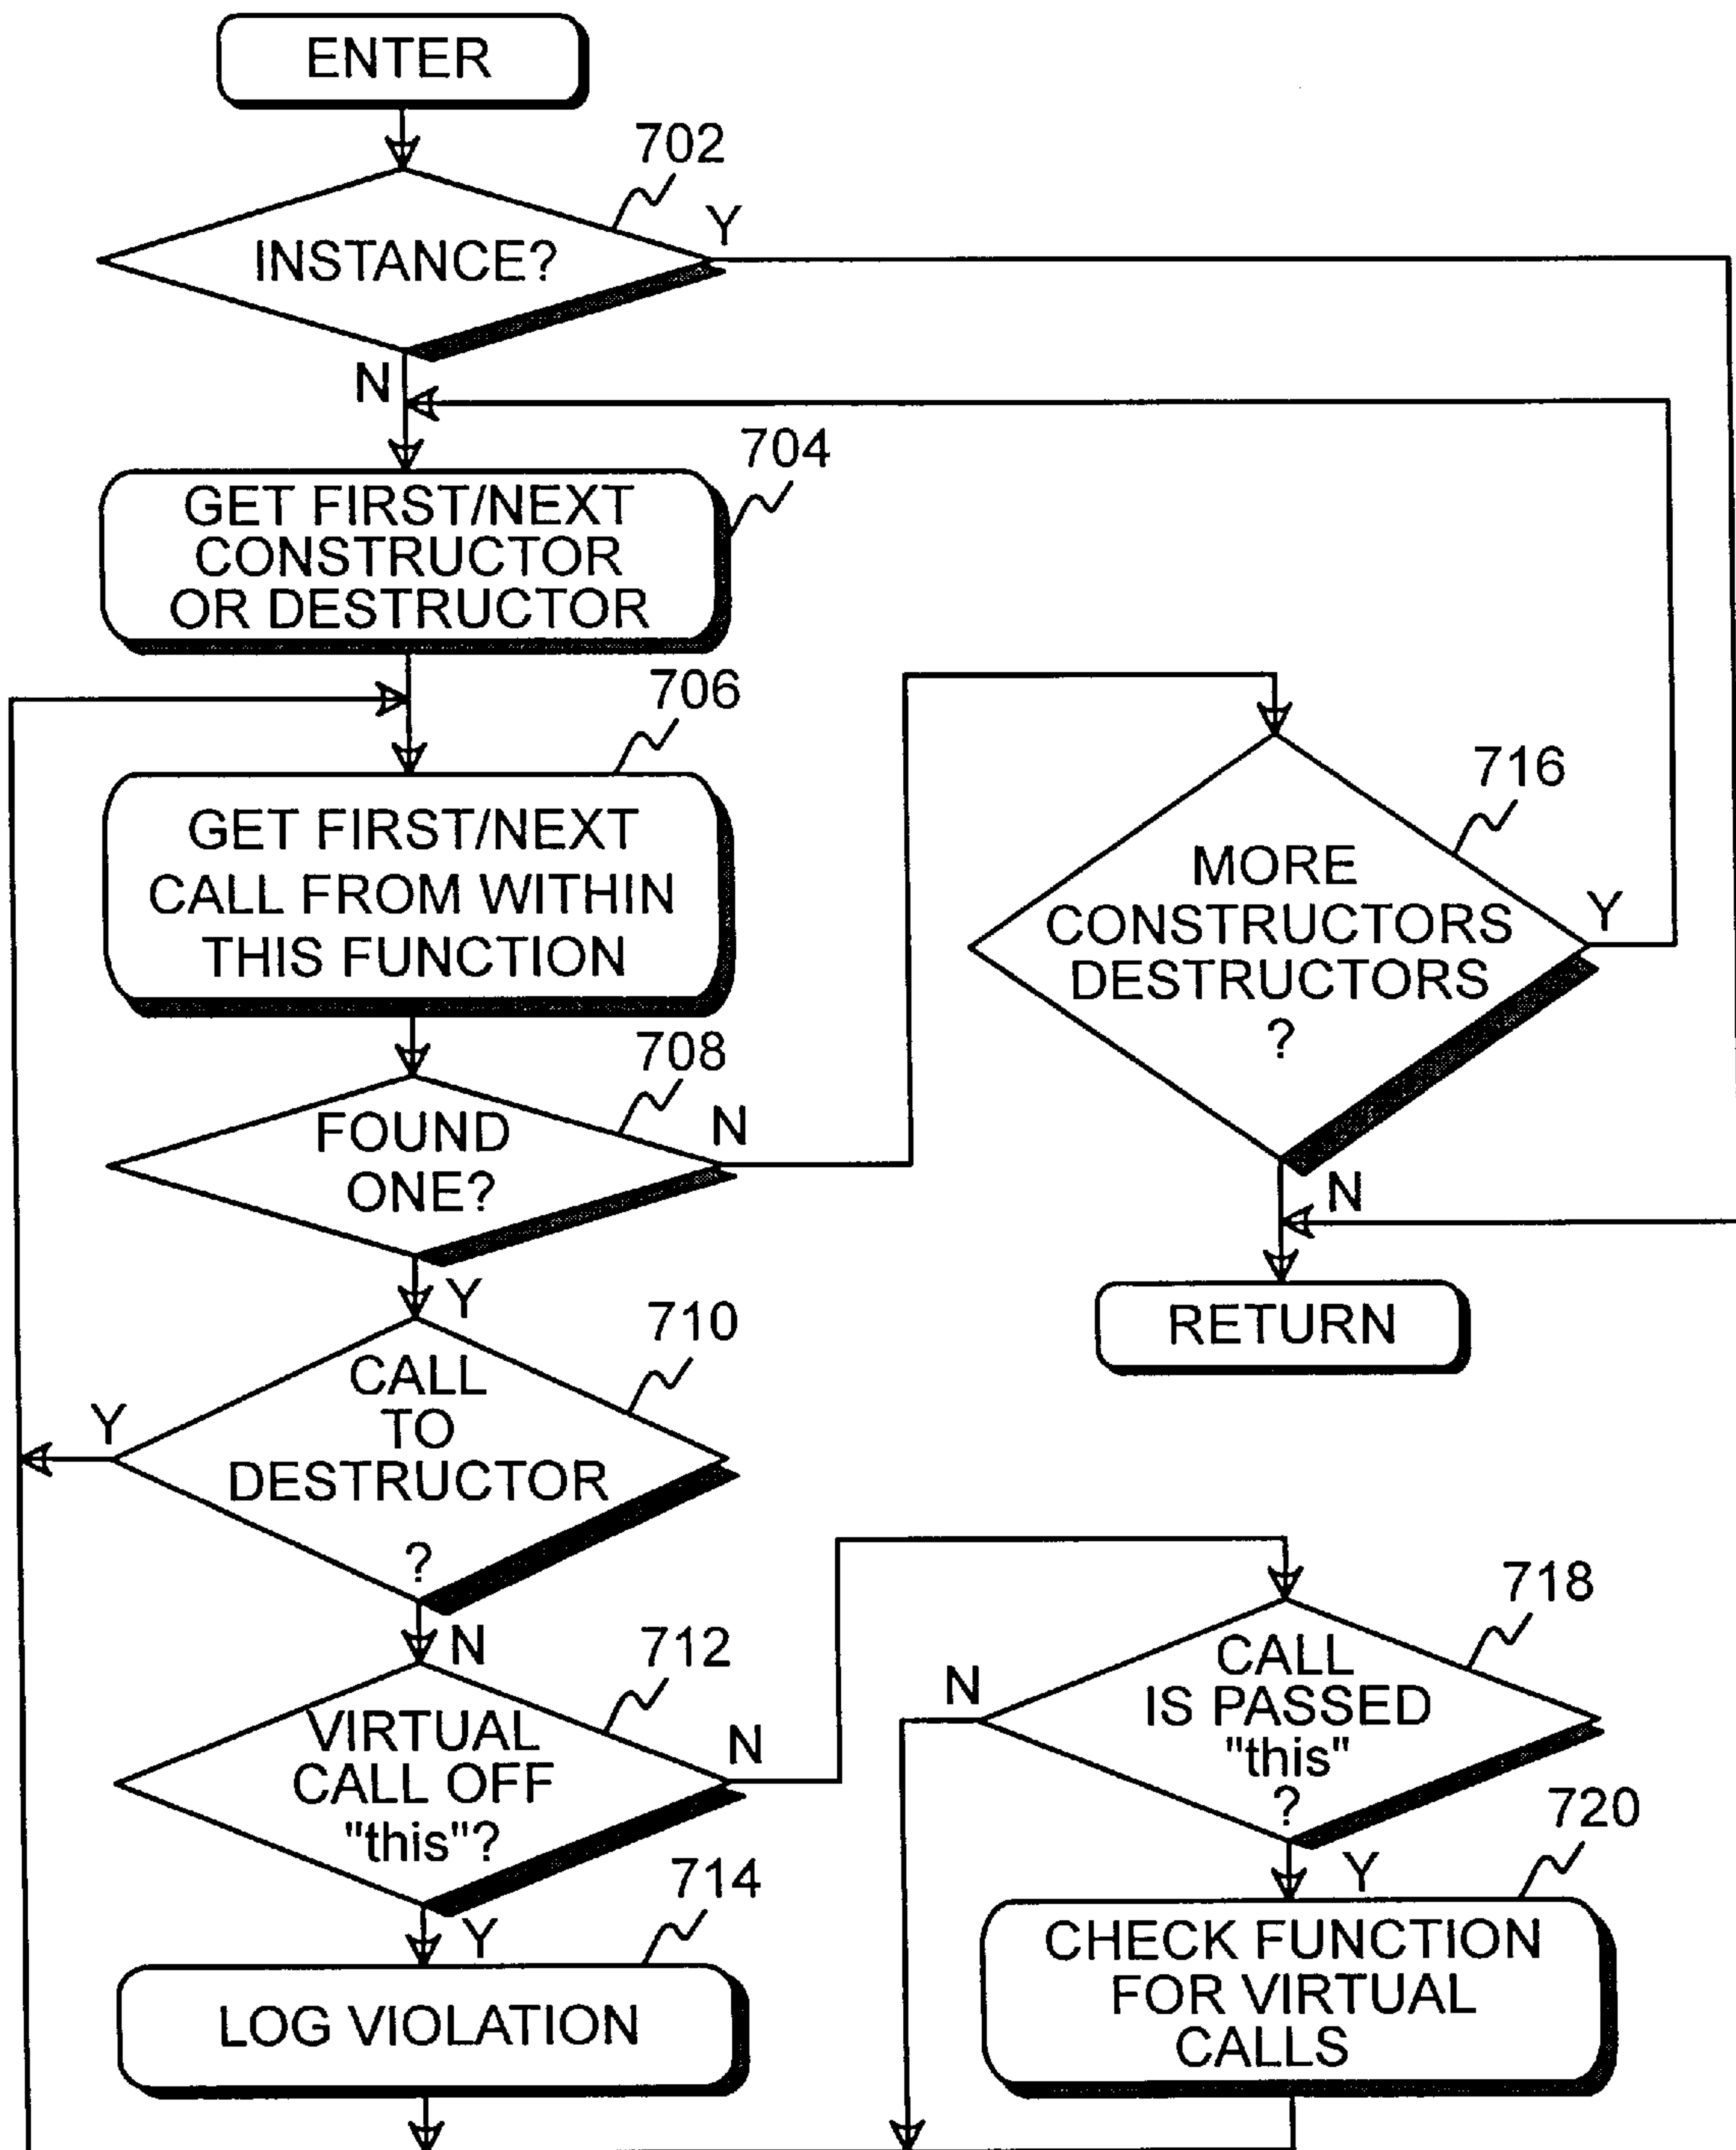 ENTER
702
INSTANCE?
Y
N
704
GET FIRST/NEXT
CONSTRUCTOR
OR DESTRUCTOR
706
GET FIRST/NEXT
CALL FROM WITHIN
THIS FUNCTION
708
FOUND
ONE?
N
Y
716
MORE
CONSTRUCTORS
DESTRUCTORS
?
Y
N
RETURN
710
CALL
TO
DESTRUCTOR
?
Y
N
712
VIRTUAL
CALL OFF
"this"?
N
Y
714
LOG VIOLATION
718
CALL
IS PASSED
"this"
?
N
Y
720
CHECK FUNCTION
FOR VIRTUAL
CALLS